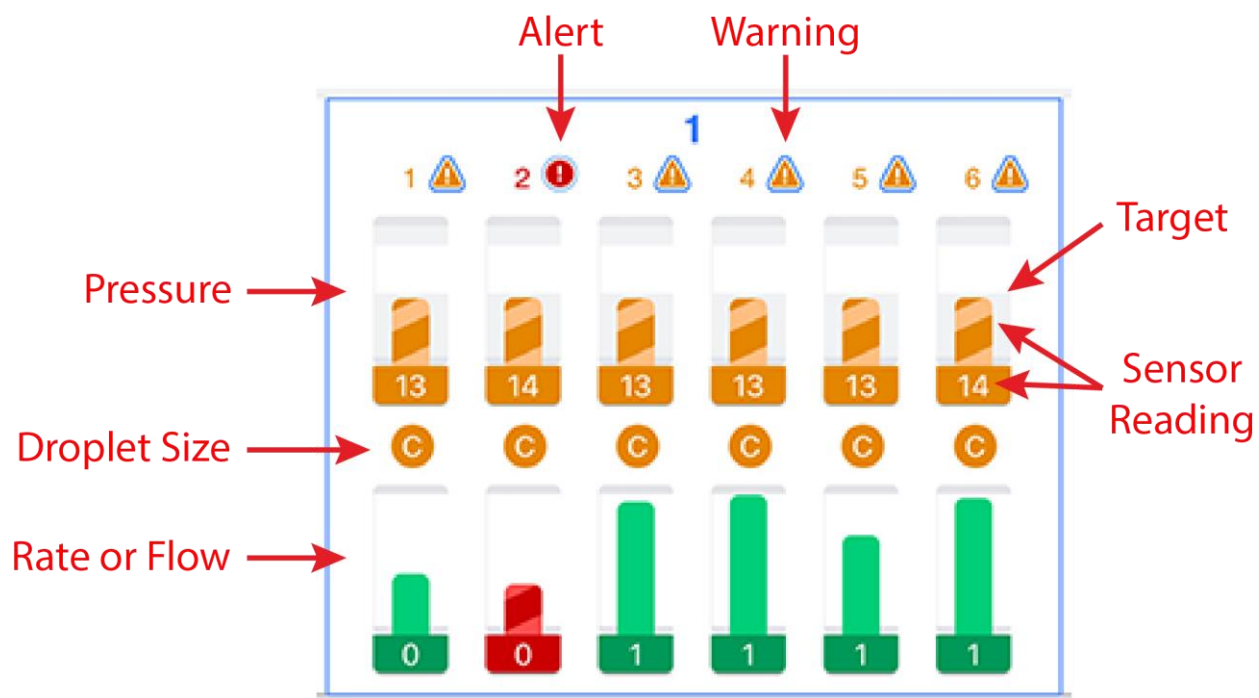 Alert
Warning
1
1 2 3 4 5 6
Target
Pressure
13 14 13 13 13 14
Sensor
Reading
Droplet Size
C C C C C C
Rate or Flow
0 0 1 1 1 1